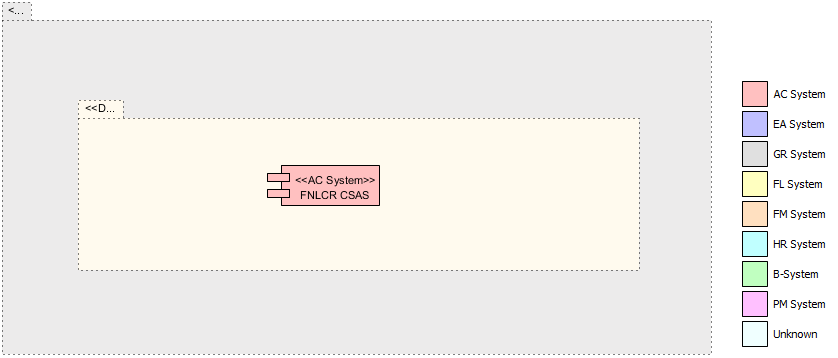 <...
<<D...
<<AC System>>
FNLCR CSAS
AC System
EA System
GR System
FL System
FM System
HR System
B-System
PM System
Unknown